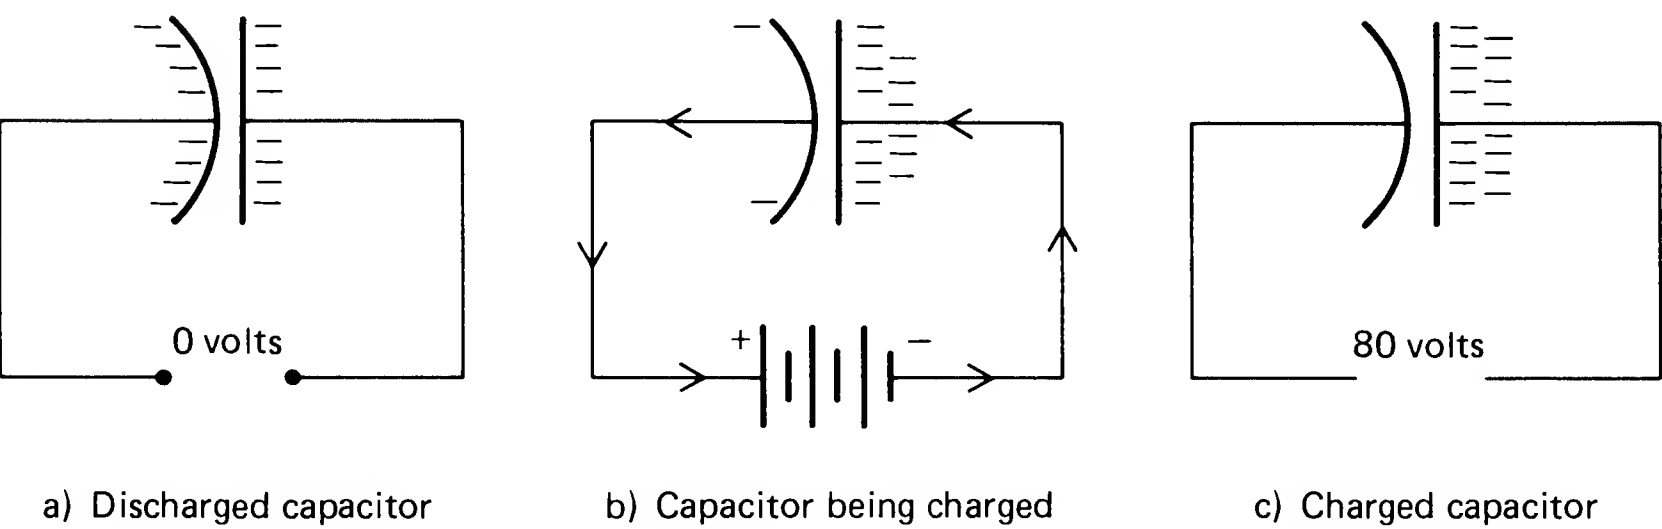 0 volts
+ −
80 volts
a) Discharged capacitor
b) Capacitor being charged
c) Charged capacitor